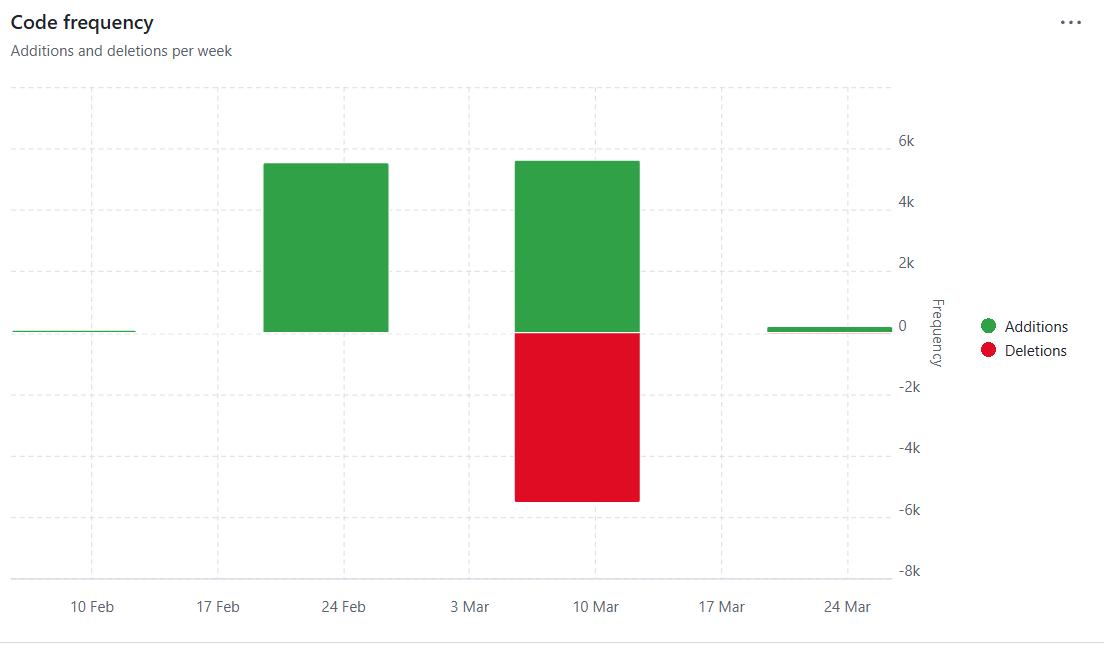 Code frequency
Additions and deletions per week
6k
4k
2k
0
-2k
-4k
-6k
-8k
Frequency
Additions
Deletions
10 Feb
17 Feb
24 Feb
3 Mar
10 Mar
17 Mar
24 Mar